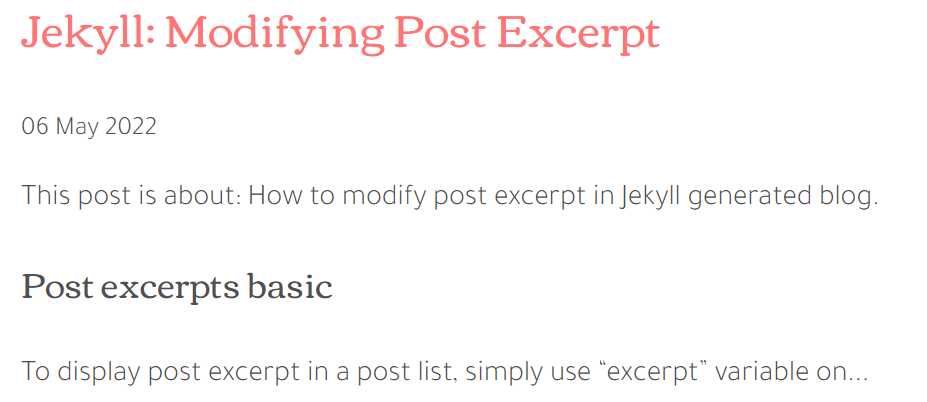 Jekyll: Modifying Post Excerpt
06 May 2022
This post is about: How to modify post excerpt in Jekyll generated blog.
Post excerpts basic
To display post excerpt in a post list, simply use “excerpt” variable on...